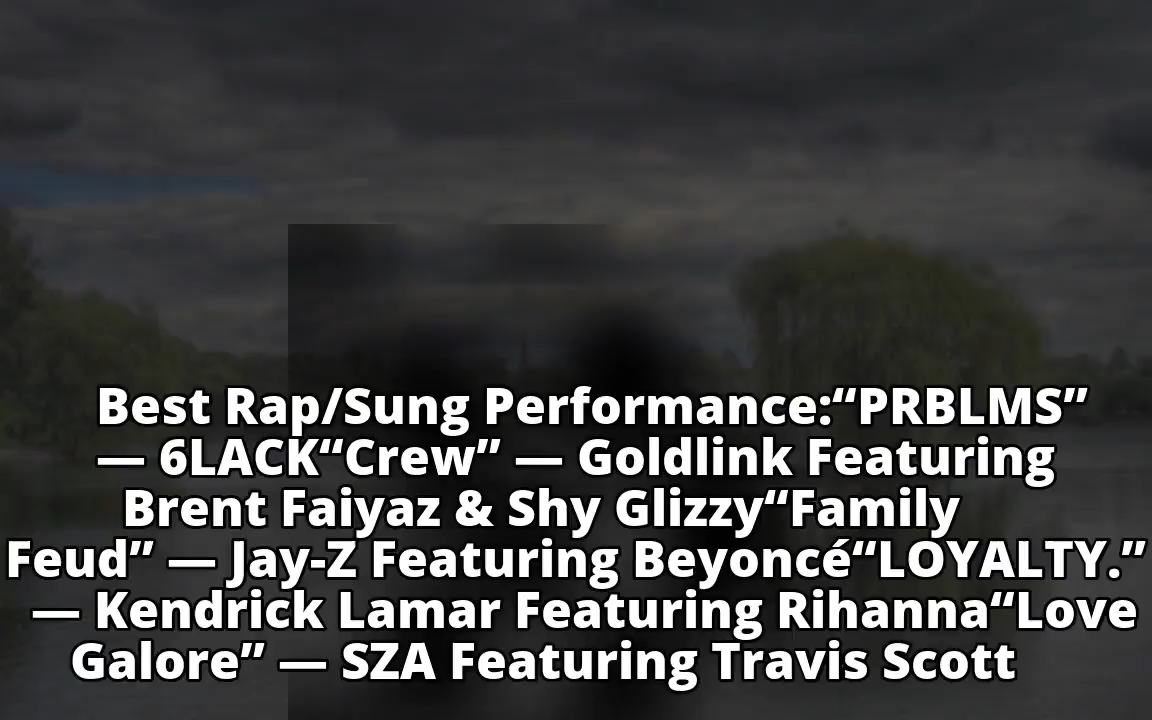 Best Rap/Sung Performance:“PRBLMS”
— 6LACK“Crew” — Goldlink Featuring
Brent Faiyaz & Shy Glizzy“Family
Feud” — Jay-Z Featuring Beyoncé“LOYALTY.”
— Kendrick Lamar Featuring Rihanna“Love
Galore” — SZA Featuring Travis Scott